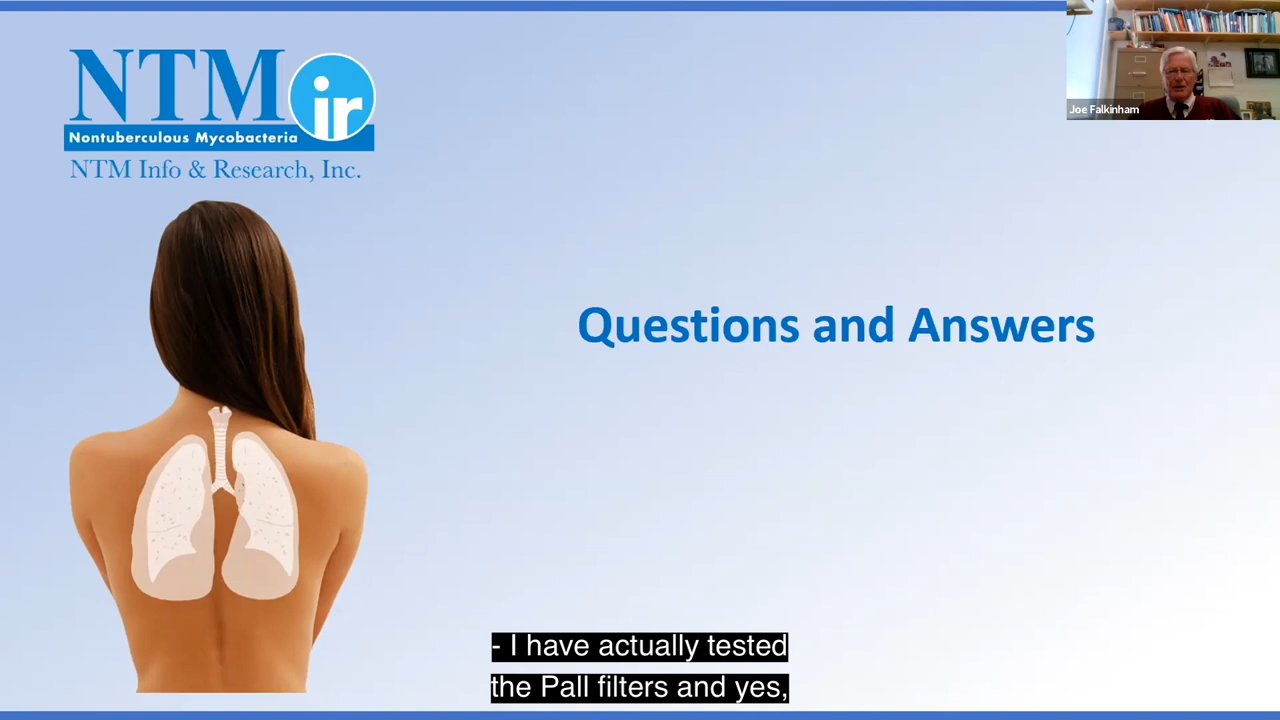 NTM
ir
Nontuberculous Mycobacteria
NTM Info & Research, Inc.
Joe Falkinham
Questions and Answers
- I have actually tested
the Pall filters and yes,